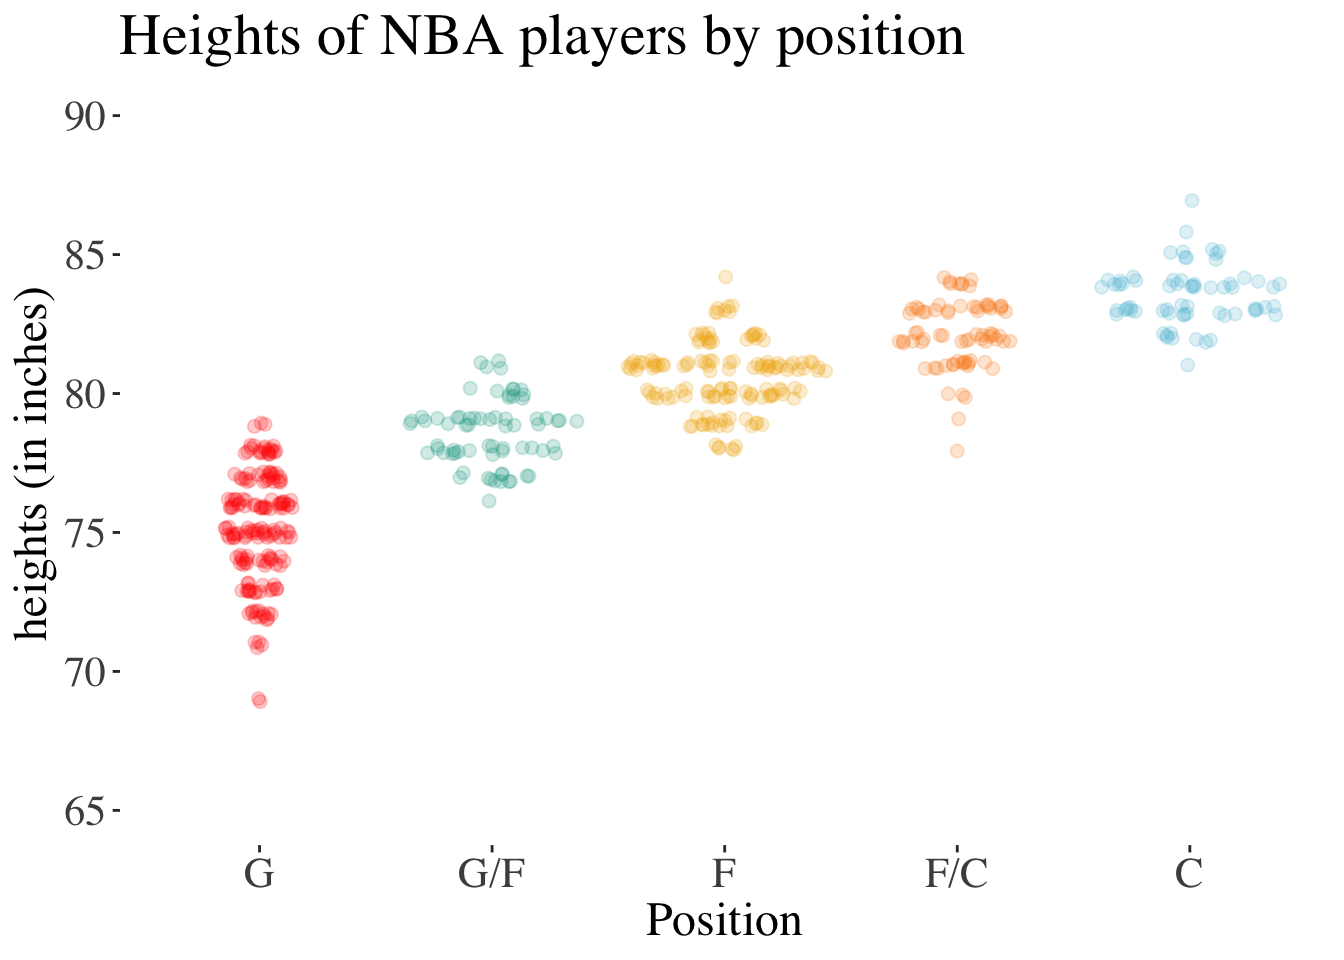 Heights of NBA players by position
90
85
80
75
70
65
heights (in inches)
G
G/F
F
F/C
C
Position